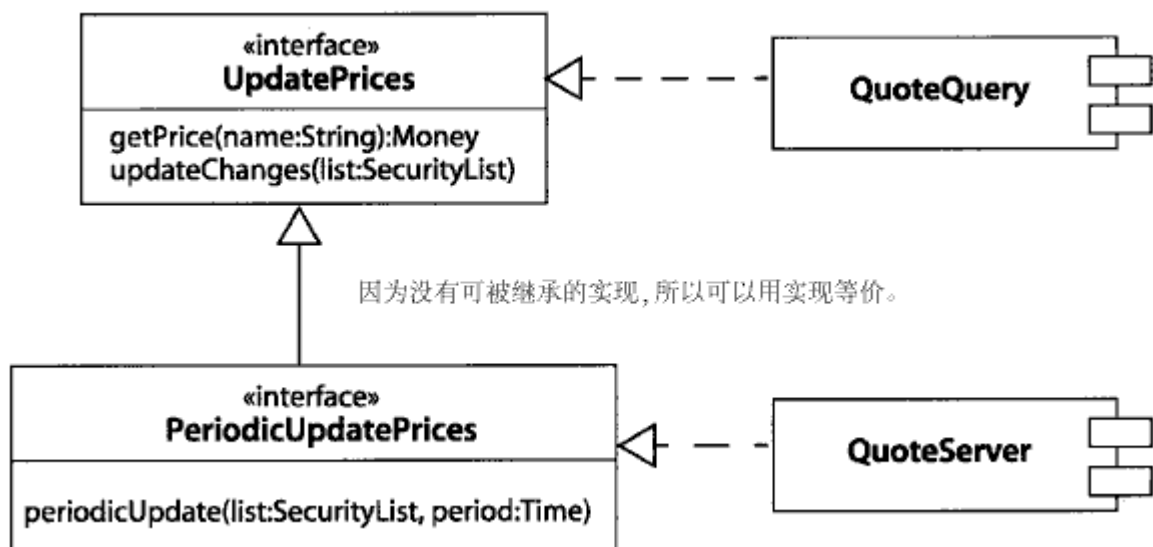 «interface»
UpdatePrices
getPrice(name:String):Money
updateChanges(list:SecurityList)
QuoteQuery
因为没有可被继承的实现,所以可以用实现等价。
«interface»
PeriodicUpdatePrices
periodicUpdate(list:SecurityList, period:Time)
QuoteServer